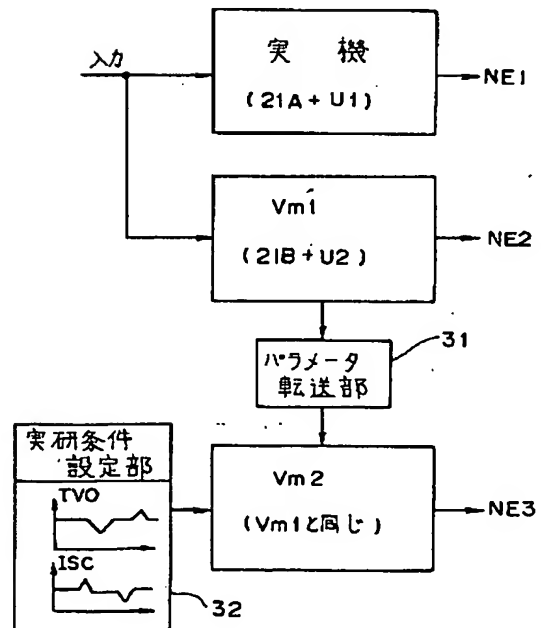 入力
実 機
(21A+U1)
NE1
Vm1
(21B+U2)
NE2
パラメータ
転送部
31
実研条件
設定部
TVO
ISC
32
Vm2
(Vm1と同じ)
NE3